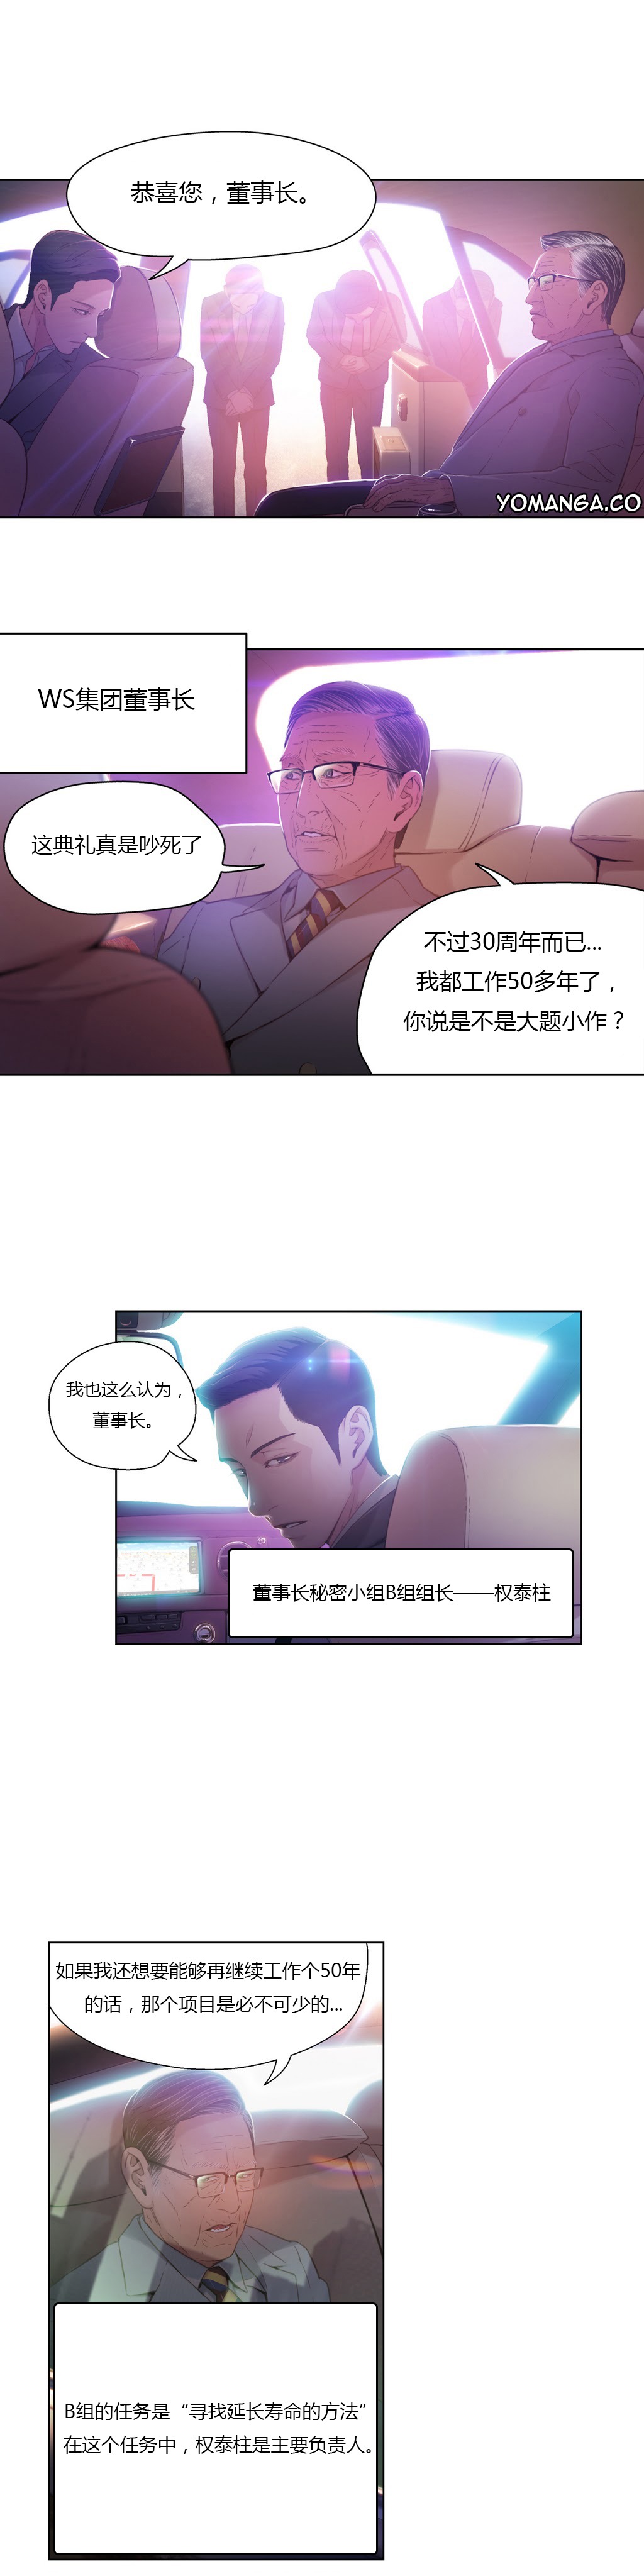 恭喜您，董事长。
YOMANGA.CO
WS集团董事长
这典礼真是吵死了
不过30周年而已...
我都工作50多年了，
你说是不是大题小作？
我也这么认为，
董事长。
董事长秘密小组B组组长——权泰柱
如果我还想要能够再继续工作个50年
的话，那个项目是必不可少的...
B组的任务是“寻找延长寿命的方法”
在这个任务中，权泰柱是主要负责人。